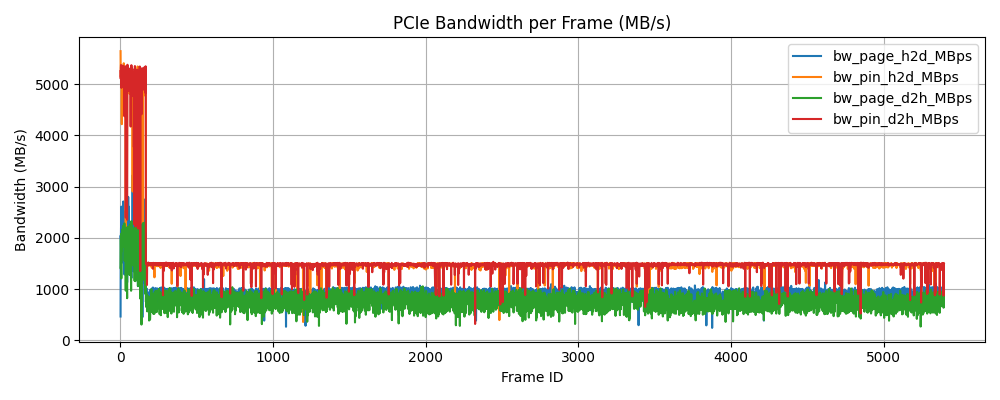 PCIe Bandwidth per Frame (MB/s)
bw_page_h2d_MBps
bw_pin_h2d_MBps
bw_page_d2h_MBps
bw_pin_d2h_MBps
Bandwidth (MB/s)
5000
4000
3000
2000
1000
0
0 1000 2000 3000 4000 5000
Frame ID